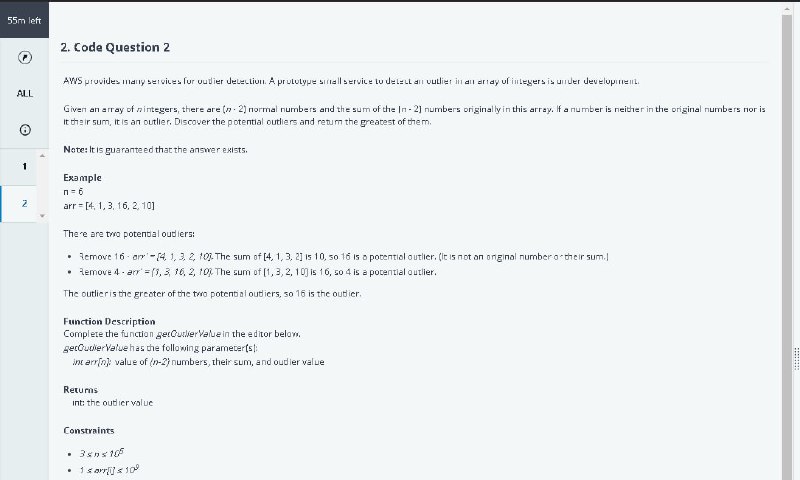 55m left
ALL
1
2
2. Code Question 2
AWS provides many services for outlier detection. A prototype small service to detect an outlier in an array of integers is under development.
Given an array of n integers, there are (n - 2) normal numbers and the sum of the (n - 2) numbers originally in this array. If a number is neither in the original numbers nor is
it their sum, it is an outlier. Discover the potential outliers and return the greatest of them.
Note: It is guaranteed that the answer exists.
Example
n = 6
arr = [4, 1, 3, 16, 2, 10]
There are two potential outliers:
• Remove 16 - arr' = [4, 1, 3, 2, 10]. The sum of [4, 1, 3, 2] is 10, so 16 is a potential outlier. (It is not an original number or their sum.)
• Remove 4 - arr' = [1, 3, 16, 2, 10]. The sum of [1, 3, 2, 10] is 16, so 4 is a potential outlier.
The outlier is the greater of the two potential outliers, so 16 is the outlier.
Function Description
Complete the function getOutlierValue in the editor below.
getOutlierValue has the following parameter(s):
int arr[n]: value of (n-2) numbers, their sum, and outlier value
Returns
int: the outlier value
Constraints
• 3 ≤ n ≤ 10⁵
• 1 ≤ arr[i] ≤ 10⁹